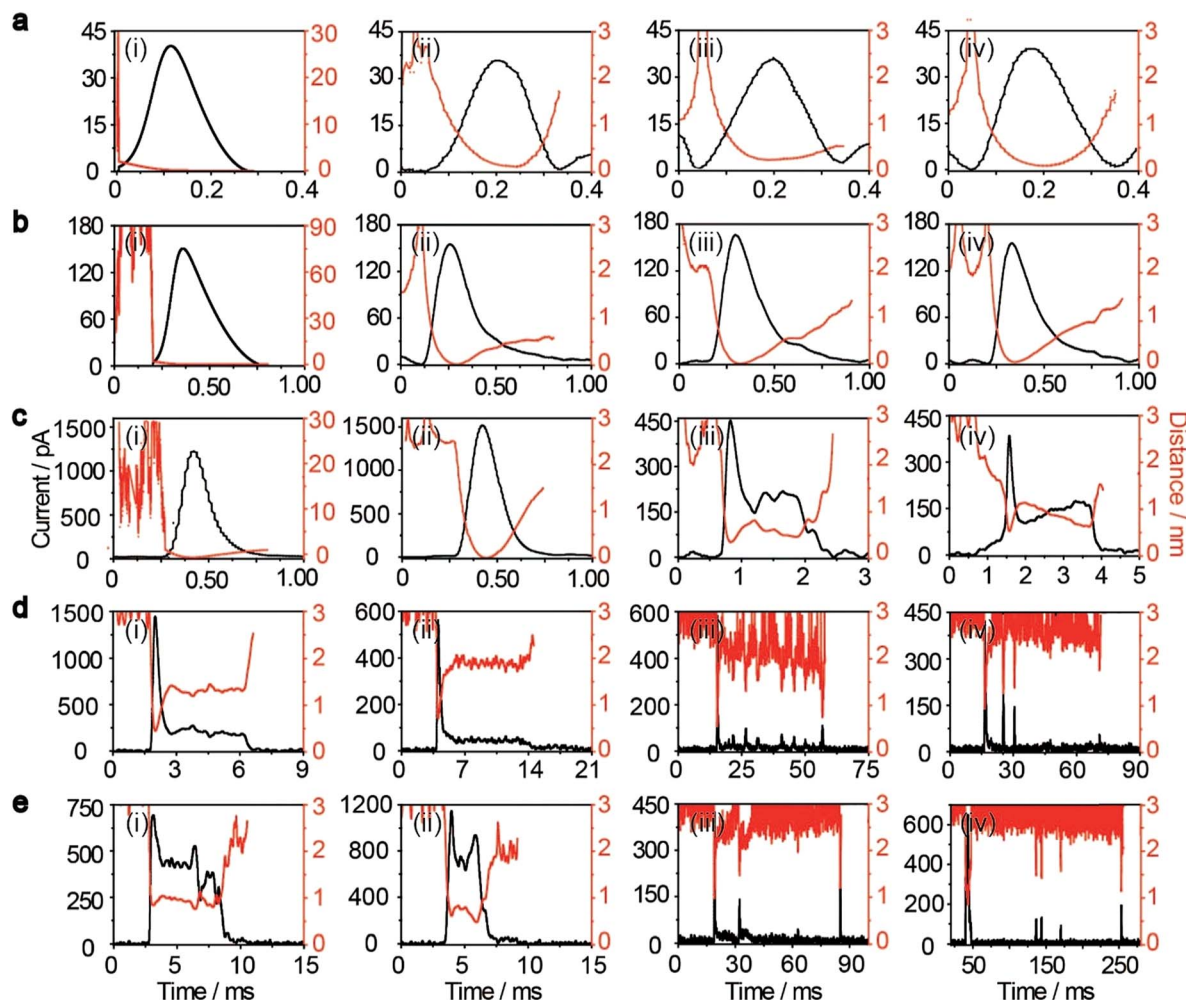 a 45 (i) 30 45 (ii) 3 45 (iii) 3 45 (iv) 3
30 20 30 2 30 2 30 2
15 10 15 1 15 1 15 1
0 0 0 0 0 0 0 0
0 0.2 0.4 0 0.2 0.4 0 0.2 0.4 0 0.2 0.4
b 180 (i) 90 180 (ii) 3 180 (iii) 3 180 (iv) 3
120 60 120 2 120 2 120 2
60 30 60 1 60 1 60 1
0 0 0 0 0 0 0 0
0 0.50 1.00 0 0.50 1.00 0 0.50 1.00 0 0.50 1.00
c 1500 (i) 30 1500 (ii) 3 450 (iii) 3 450 (iv) 3
1000 20 1000 2 300 2 300 2
500 10 500 1 150 1 150 1
0 0 0 0 0 0 0 0
0 0.50 1.00 0 0.50 1.00 0 1 2 3 0 1 2 3 4 5
Current / pA
Distance / nm
d 1500 (i) 3 600 (ii) 3 600 (iii) 3 450 (iv) 3
1000 2 400 2 400 2 300 2
500 1 200 1 200 1 150 1
0 0 0 0 0 0 0 0
0 3 6 9 0 7 14 21 0 25 50 75 0 30 60 90
e 750 (i) 3 1200 (ii) 3 450 (iii) 3 600 (iv) 3
500 2 800 2 300 2 400 2
250 1 400 1 150 1 200 1
0 0 0 0 0 0 0 0
0 5 10 15 0 5 10 15 0 30 60 90 50 150 250
Time / ms Time / ms Time / ms Time / ms